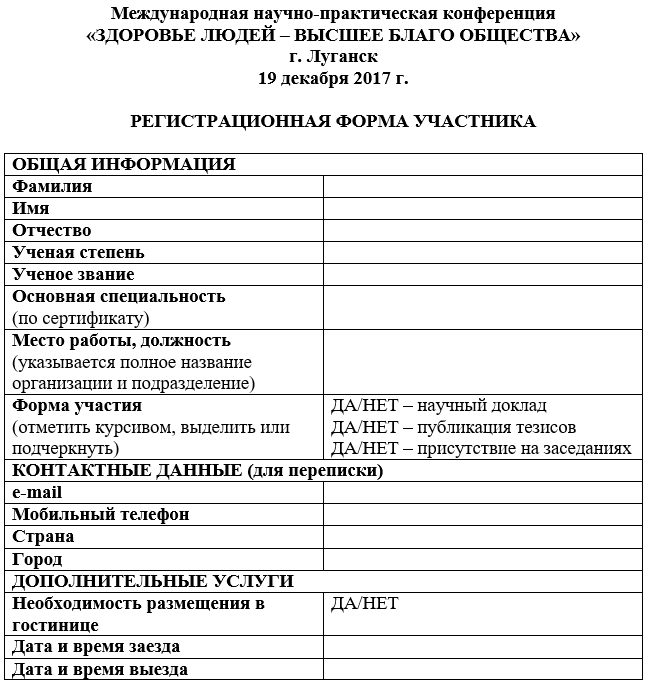 Международная научно-практическая конференция
«ЗДОРОВЬЕ ЛЮДЕЙ – ВЫСШЕЕ БЛАГО ОБЩЕСТВА»
г. Луганск
19 декабря 2017 г.
РЕГИСТРАЦИОННАЯ ФОРМА УЧАСТНИКА
ОБЩАЯ ИНФОРМАЦИЯ
Фамилия
Имя
Отчество
Ученая степень
Ученое звание
Основная специальность
(по сертификату)
Место работы, должность
(указывается полное название
организации и подразделение)
Форма участия
(отметить курсивом, выделить или
подчеркнуть)
ДА/НЕТ – научный доклад
ДА/НЕТ – публикация тезисов
ДА/НЕТ – присутствие на заседаниях
КОНТАКТНЫЕ ДАННЫЕ (для переписки)
e-mail
Мобильный телефон
Страна
Город
ДОПОЛНИТЕЛЬНЫЕ УСЛУГИ
Необходимость размещения в
гостинице
ДА/НЕТ
Дата и время заезда
Дата и время выезда